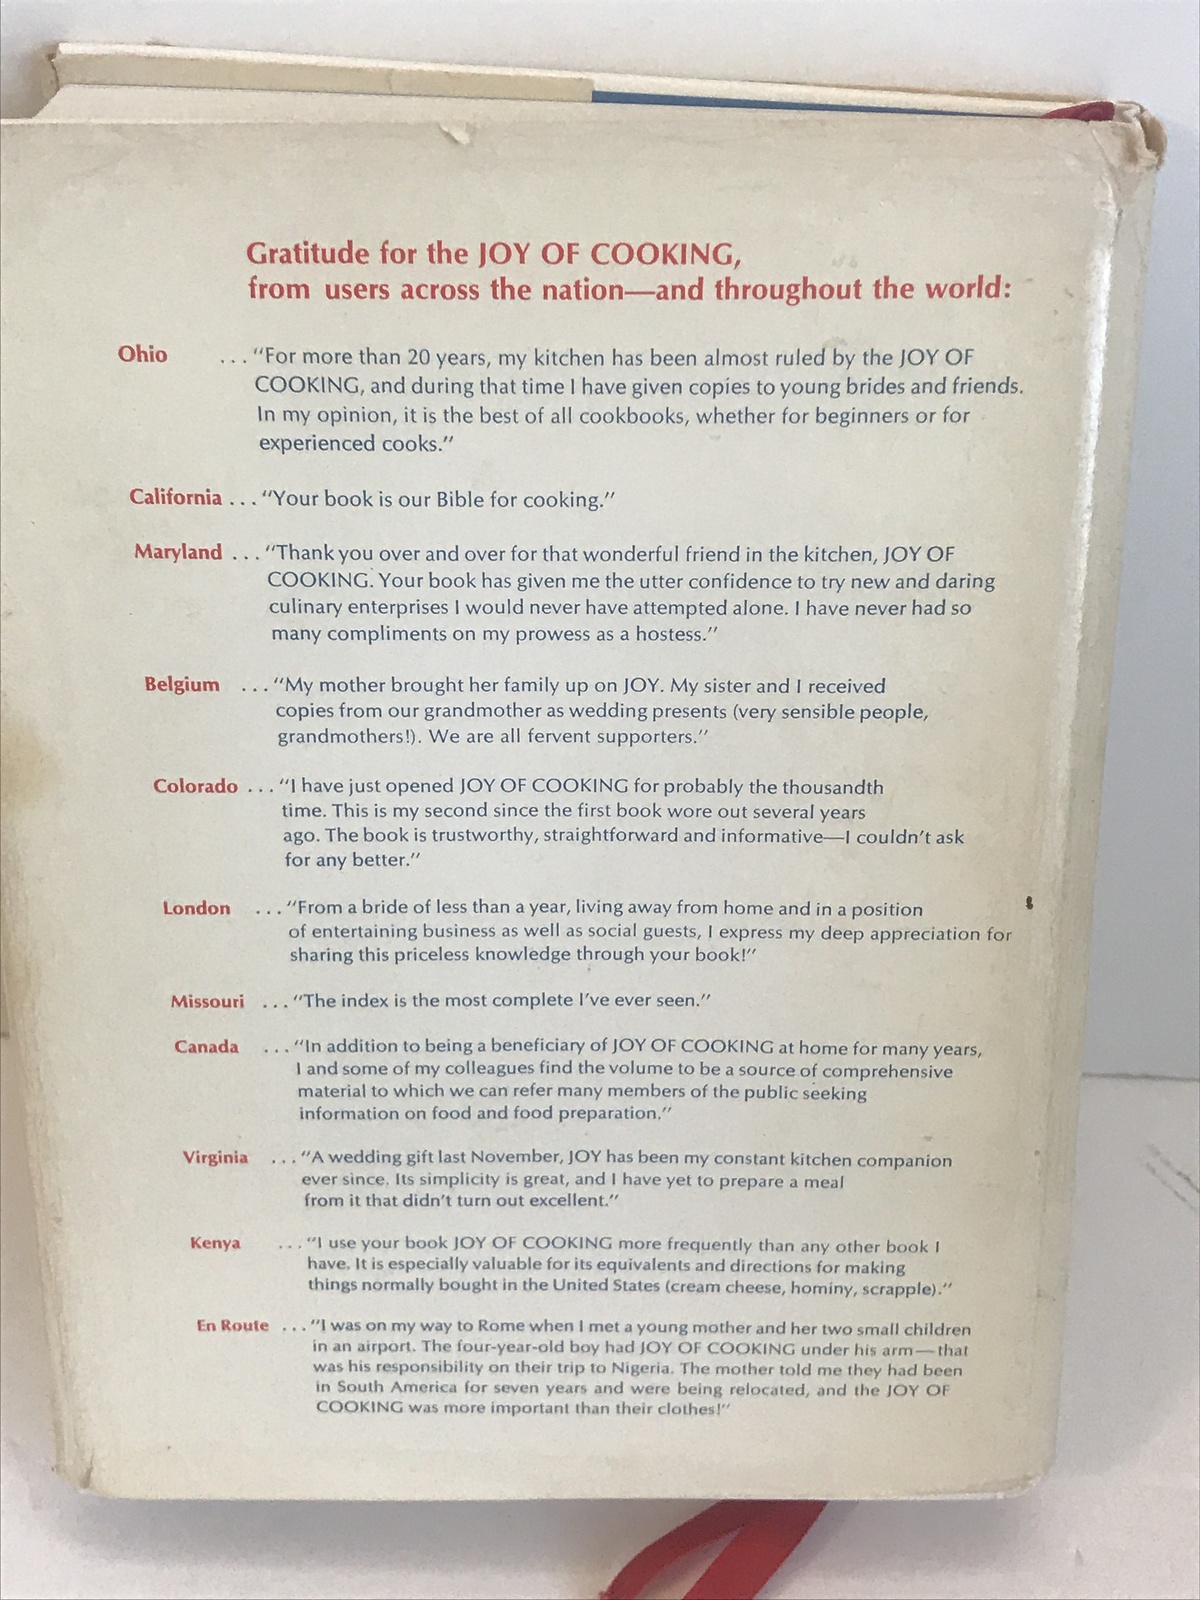 Gratitude for the JOY OF COOKING,
from users across the nation—and throughout the world:
Ohio ... "For more than 20 years, my kitchen has been almost ruled by the JOY OF
COOKING, and during that time I have given copies to young brides and friends.
In my opinion, it is the best of all cookbooks, whether for beginners or for
experienced cooks."
California ... "Your book is our Bible for cooking."
Maryland ... "Thank you over and over for that wonderful friend in the kitchen, JOY OF
COOKING. Your book has given me the utter confidence to try new and daring
culinary enterprises I would never have attempted alone. I have never had so
many compliments on my prowess as a hostess."
Belgium ... "My mother brought her family up on JOY. My sister and I received
copies from our grandmother as wedding presents (very sensible people,
grandmothers!). We are all fervent supporters."
Colorado ... "I have just opened JOY OF COOKING for probably the thousandth
time. This is my second since the first book wore out several years
ago. The book is trustworthy, straightforward and informative—I couldn't ask
for any better."
London ... "From a bride of less than a year, living away from home and in a position
of entertaining business as well as social guests, I express my deep appreciation for
sharing this priceless knowledge through your book!"
Missouri ... "The index is the most complete I've ever seen."
Canada ... "In addition to being a beneficiary of JOY OF COOKING at home for many years,
I and some of my colleagues find the volume to be a source of comprehensive
material to which we can refer many members of the public seeking
information on food and food preparation."
Virginia ... "A wedding gift last November, JOY has been my constant kitchen companion
ever since. Its simplicity is great, and I have yet to prepare a meal
from it that didn't turn out excellent."
Kenya ... "I use your book JOY OF COOKING more frequently than any other book I
have. It is especially valuable for its equivalents and directions for making
things normally bought in the United States (cream cheese, hominy, scrapple)."
En Route ... "I was on my way to Rome when I met a young mother and her two small children
in an airport. The four-year-old boy had JOY OF COOKING under his arm—that
was his responsibility on their trip to Nigeria. The mother told me they had been
in South America for seven years and were being relocated, and the JOY OF
COOKING was more important than their clothes!"